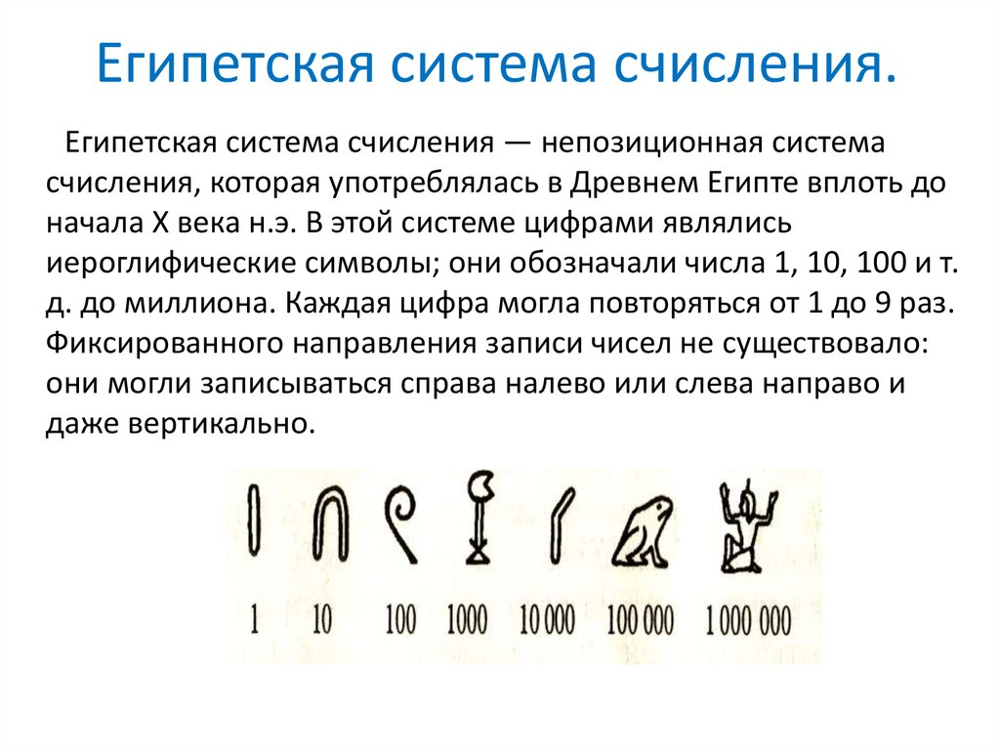 Египетская система счисления.
Египетская система счисления — непозиционная система
счисления, которая употреблялась в Древнем Египте вплоть до
начала X века н.э. В этой системе цифрами являлись
иероглифические символы; они обозначали числа 1, 10, 100 и т.
д. до миллиона. Каждая цифра могла повторяться от 1 до 9 раз.
Фиксированного направления записи чисел не существовало:
они могли записываться справа налево или слева направо и
даже вертикально.
1 10 100 1000 10 000 100 000 1 000 000